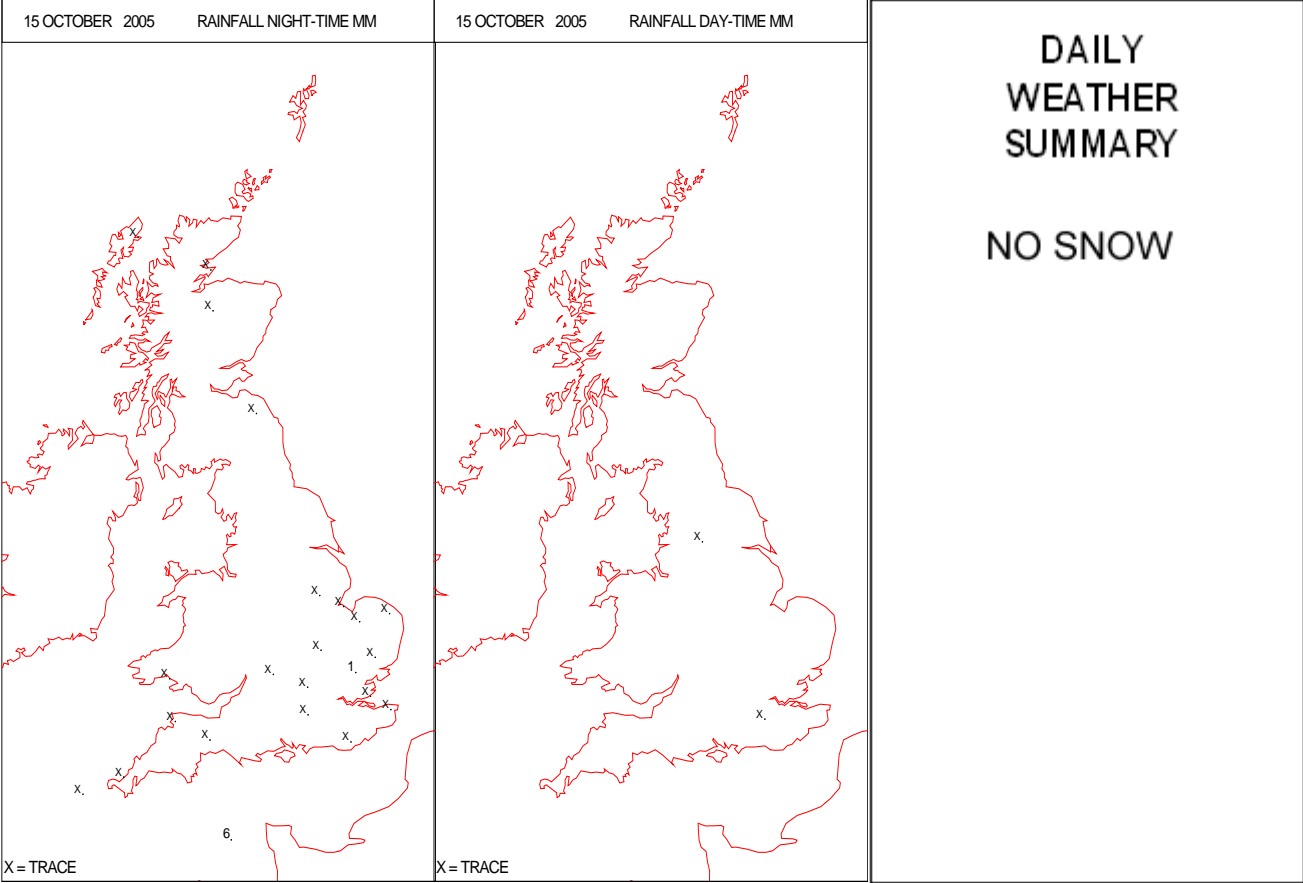 15 OCTOBER 2005 RAINFALL NIGHT-TIME MM
X.
X.
X.
X.
X.
X.
X.
X.
X.
X.
1.
X.
X.
X.
X.
X.
X.
X.
X.
X.
X.
X.
6.
X = TRACE
15 OCTOBER 2005 RAINFALL DAY-TIME MM
X.
X.
X = TRACE
DAILY
WEATHER
SUMMARY
NO SNOW